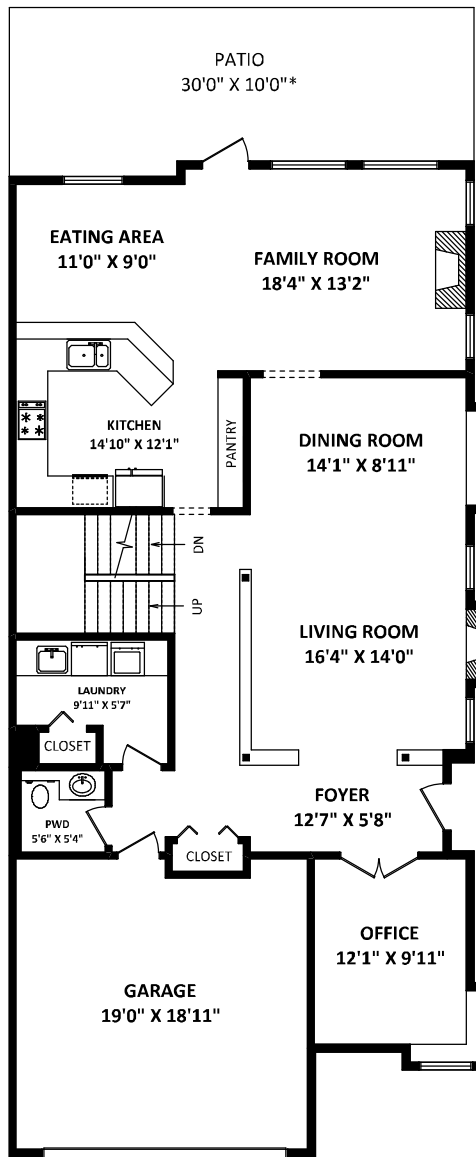 PATIO
30'0" X 10'0"*
EATING AREA
11'0" X 9'0"
FAMILY ROOM
18'4" X 13'2"
KITCHEN
14'10" X 12'1"
PANTRY
DINING ROOM
14'1" X 8'11"
DN
UP
LIVING ROOM
16'4" X 14'0"
LAUNDRY
9'11" X 5'7"
CLOSET
PWD
5'6" X 5'4"
FOYER
12'7" X 5'8"
CLOSET
OFFICE
12'1" X 9'11"
GARAGE
19'0" X 18'11"